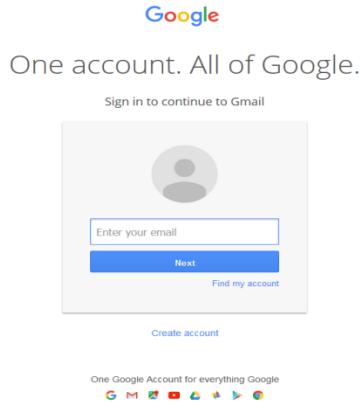 Google
One account. All of Google.
Sign in to continue to Gmail
Enter your email
Next
Find my account
Create account
One Google Account for everything Google